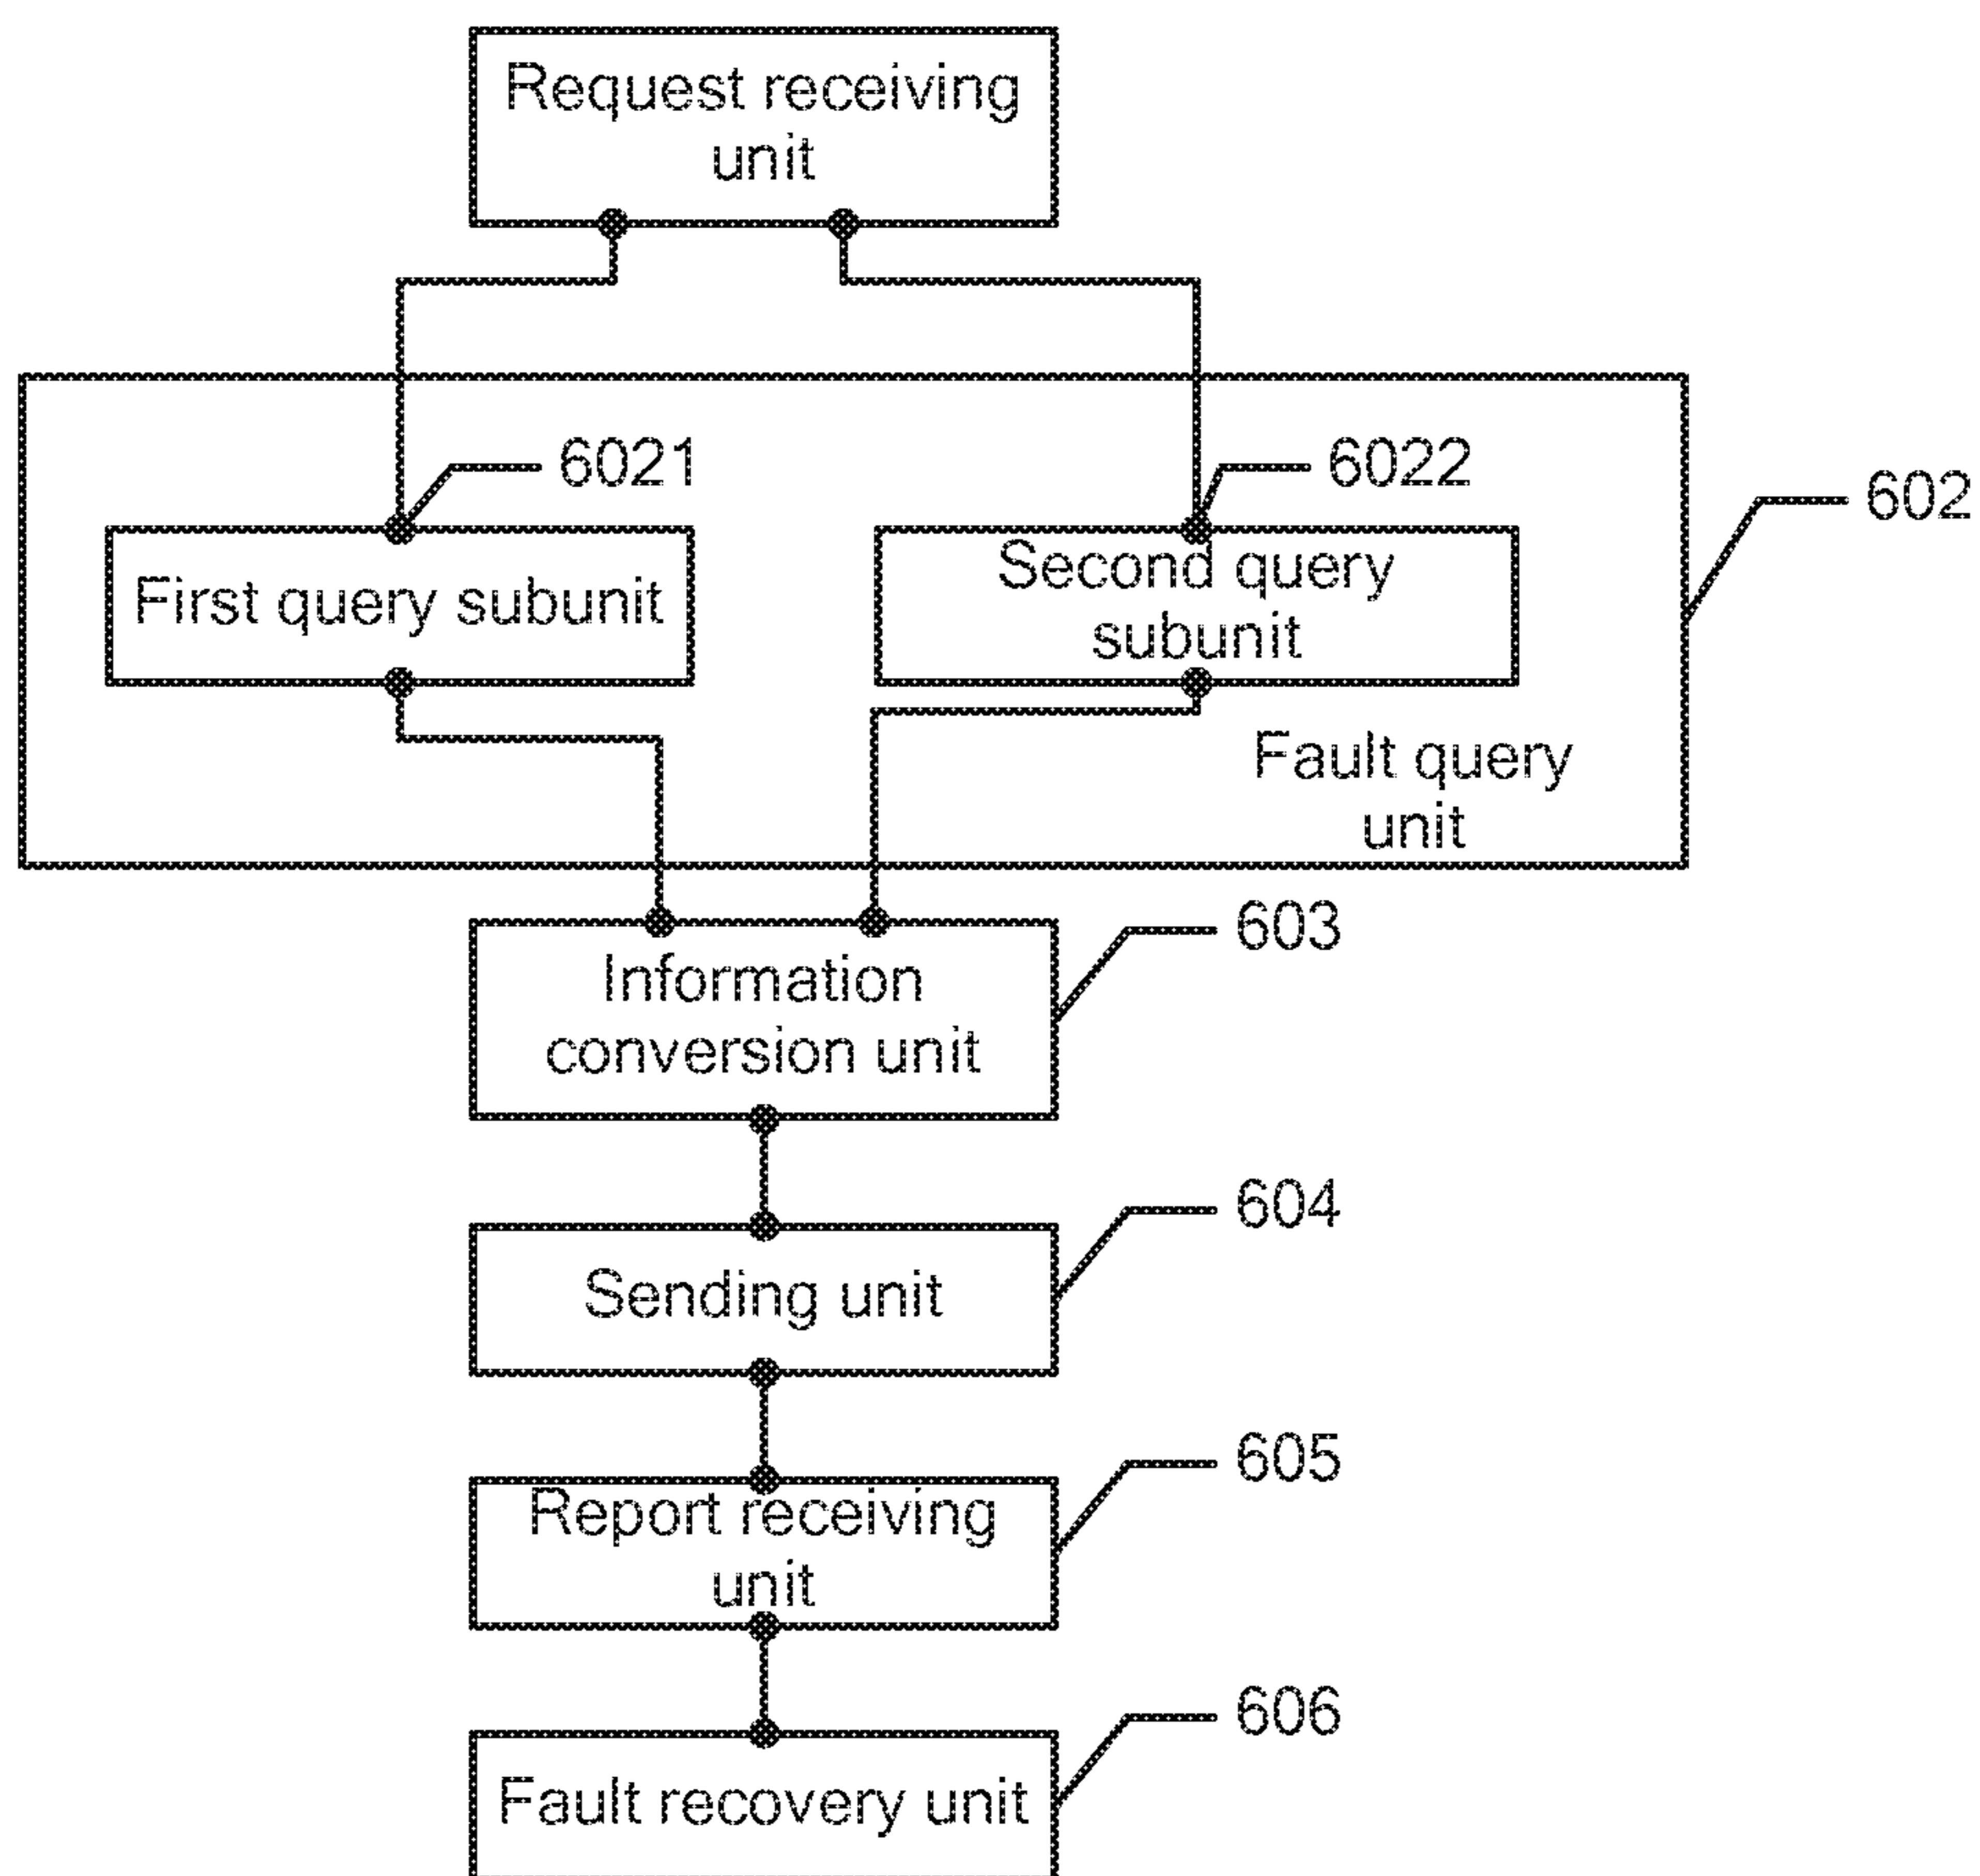 Request receiving
unit
6021
6022
602
First query subunit
Second query
subunit
Fault query
unit
603
Information
conversion unit
604
Sending unit
605
Report receiving
unit
606
Fault recovery unit